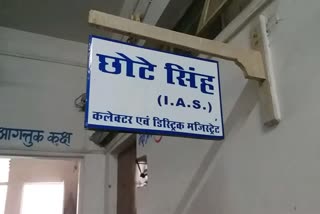 छोटे सिंह
(I.A.S.)
कलेक्टर एवं डिस्ट्रिक मजिस्ट्रेट
आगन्तुक कक्ष